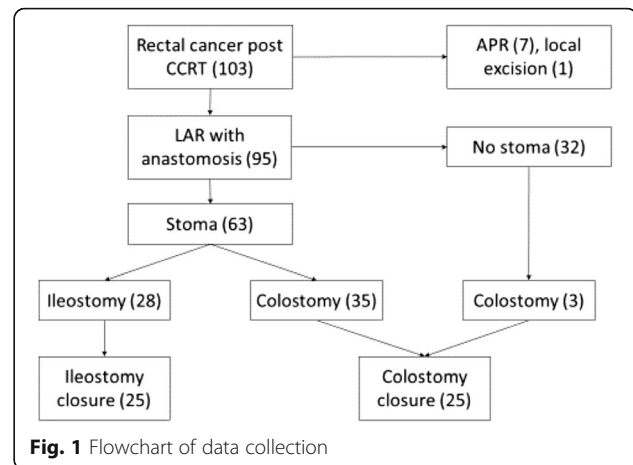 Rectal cancer post
CCRT (103)
APR (7), local
excision (1)
LAR with
anastomosis (95)
No stoma (32)
Stoma (63)
Ileostomy (28)
Colostomy (35)
Colostomy (3)
Ileostomy
closure (25)
Colostomy
closure (25)
Fig. 1 Flowchart of data collection